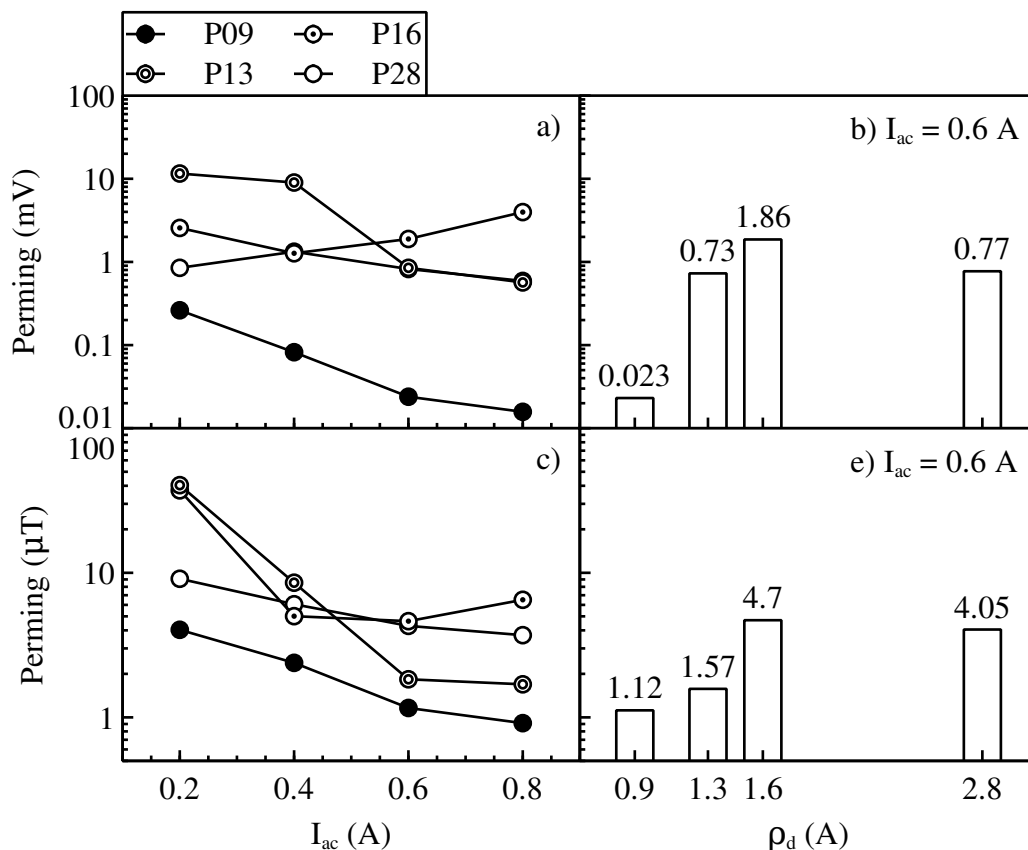 P09 P16
P13 P28
Perming (mV)
100
10
1
0.1
0.01
a)
b) I_ac = 0.6 A
0.023
0.73
1.86
0.77
Perming (µT)
100
10
1
c)
e) I_ac = 0.6 A
1.12
1.57
4.7
4.05
0.2 0.4 0.6 0.8
0.9 1.3 1.6 2.8
I_ac (A)
ρ_d (A)